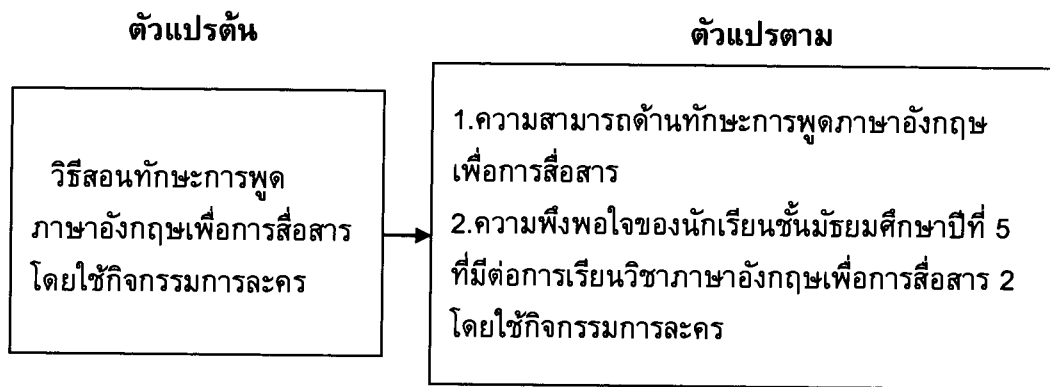 ตัวแปรต้น
ตัวแปรตาม
วิธีสอนทักษะการพูด
ภาษาอังกฤษเพื่อการสื่อสาร
โดยใช้กิจกรรมการละคร
1.ความสามารถด้านทักษะการพูดภาษาอังกฤษ
เพื่อการสื่อสาร
2.ความพึงพอใจของนักเรียนชั้นมัธยมศึกษาปีที่ 5
ที่มีต่อการเรียนวิชาภาษาอังกฤษเพื่อการสื่อสาร 2
โดยใช้กิจกรรมการละคร